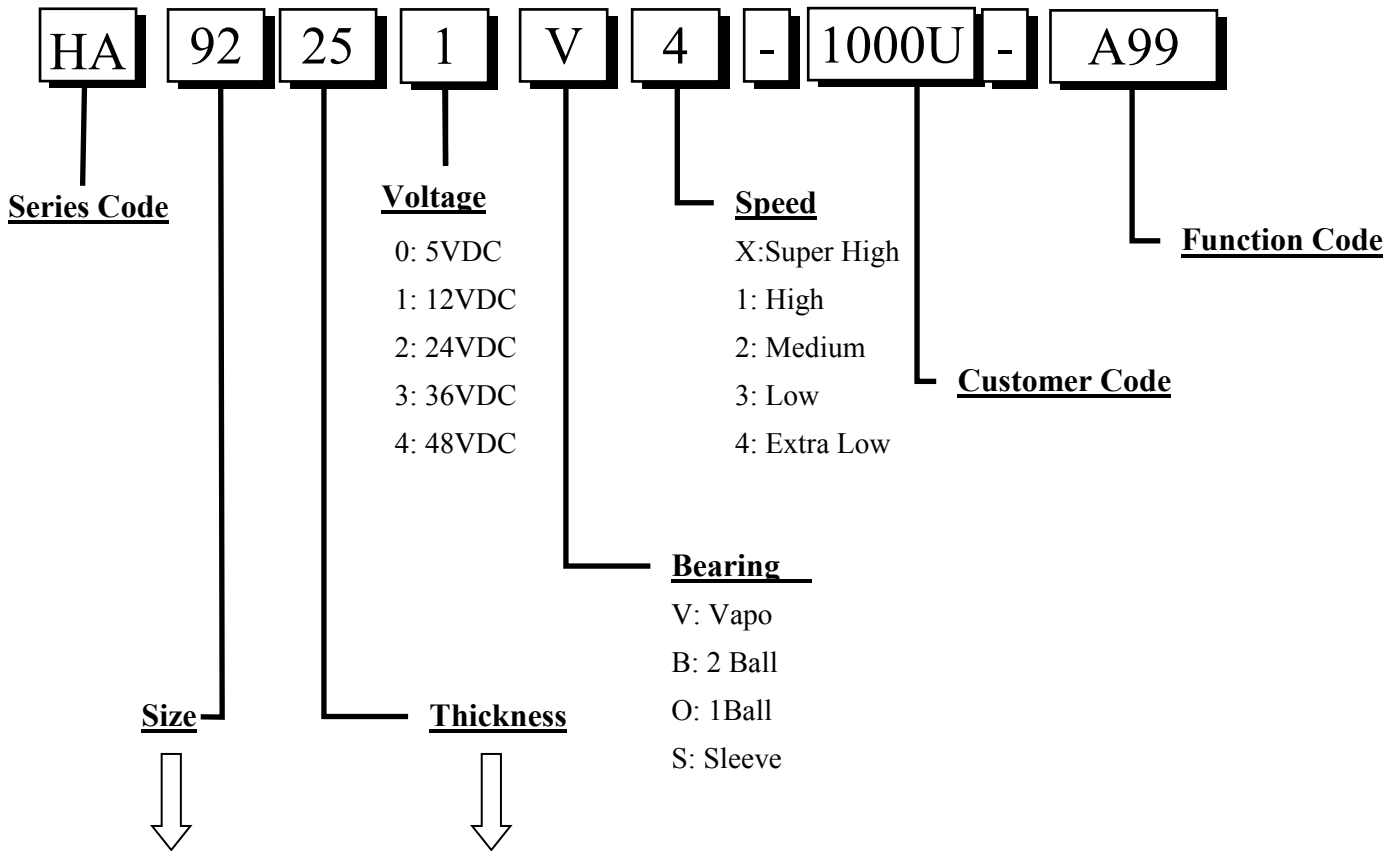 HA 92 25 1 V 4 - 1000U - A99
Series Code
Voltage
0: 5VDC
1: 12VDC
2: 24VDC
3: 36VDC
4: 48VDC
Speed
X:Super High
1: High
2: Medium
3: Low
4: Extra Low
Function Code
Customer Code
Bearing
V: Vapo
B: 2 Ball
O: 1Ball
S: Sleeve
Size
Thickness